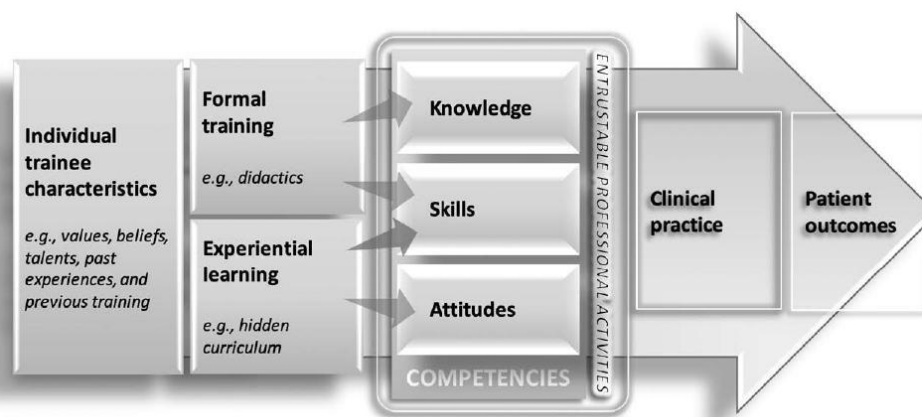 Individual
trainee
characteristics
e.g., values, beliefs,
talents, past
experiences, and
previous training
Formal
training
e.g., didactics
Experiential
learning
e.g., hidden
curriculum
Knowledge
Skills
Attitudes
COMPETENCIES
ENTRUSTABLE PROFESSIONAL ACTIVITIES
Clinical
practice
Patient
outcomes